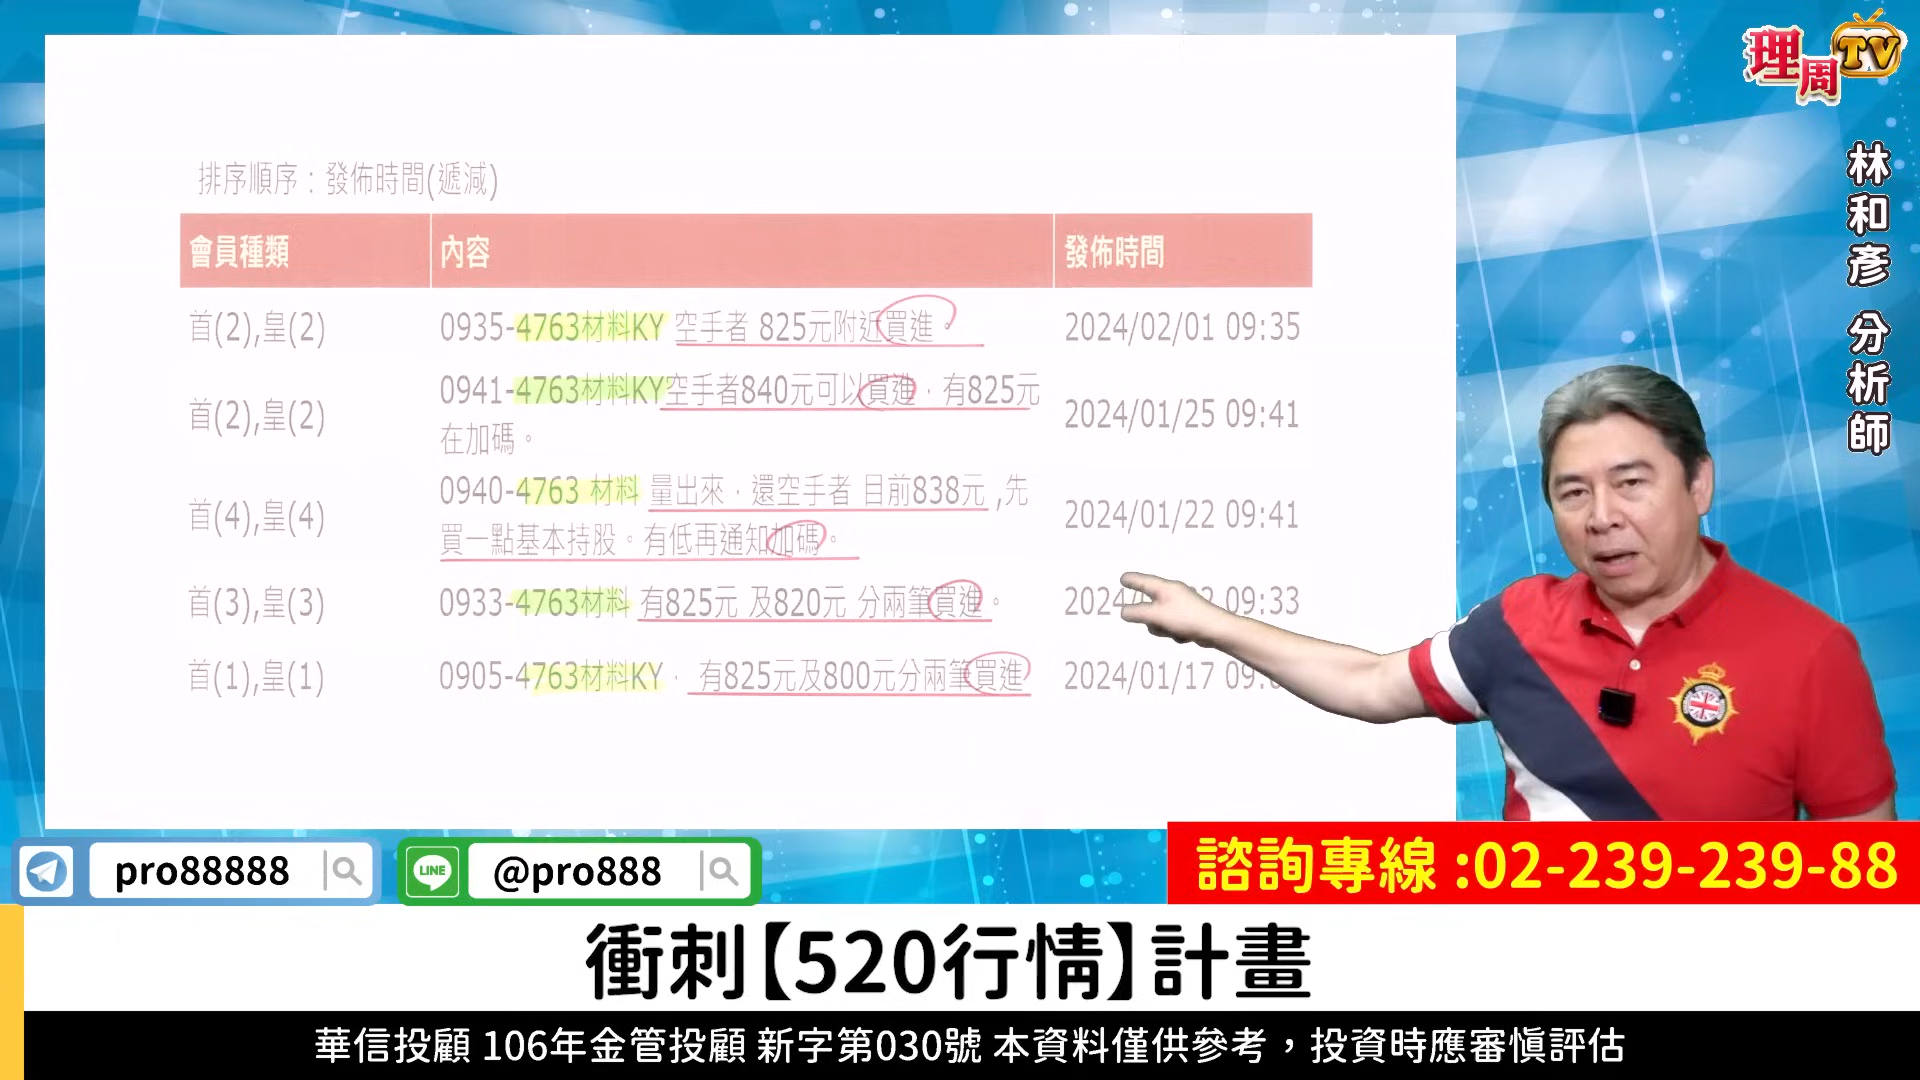 理周TV
林和彥 分析師
排序順序：發佈時間(遞減)
會員種類 內容 發佈時間
首(2),皇(2) 0935-4763材料KY 空手者 825元附近買進。 2024/02/01 09:35
首(2),皇(2) 0941-4763材料KY空手者840元可以買進，有825元 2024/01/25 09:41
在加碼。
首(4),皇(4) 0940-4763 材料 量出來，還空手者 目前838元 ,先 2024/01/22 09:41
買一點基本持股。有低再通知加碼。
首(3),皇(3) 0933-4763材料 有825元 及820元 分兩筆買進。 09:33
首(1),皇(1) 0905-4763材料KY， 有825元及800元分兩筆買進 2024/01/17
pro88888
LINE @pro888
諮詢專線 :02-239-239-88
衝刺【520行情】計畫
華信投顧 106年金管投顧 新字第030號 本資料僅供參考，投資時應審慎評估